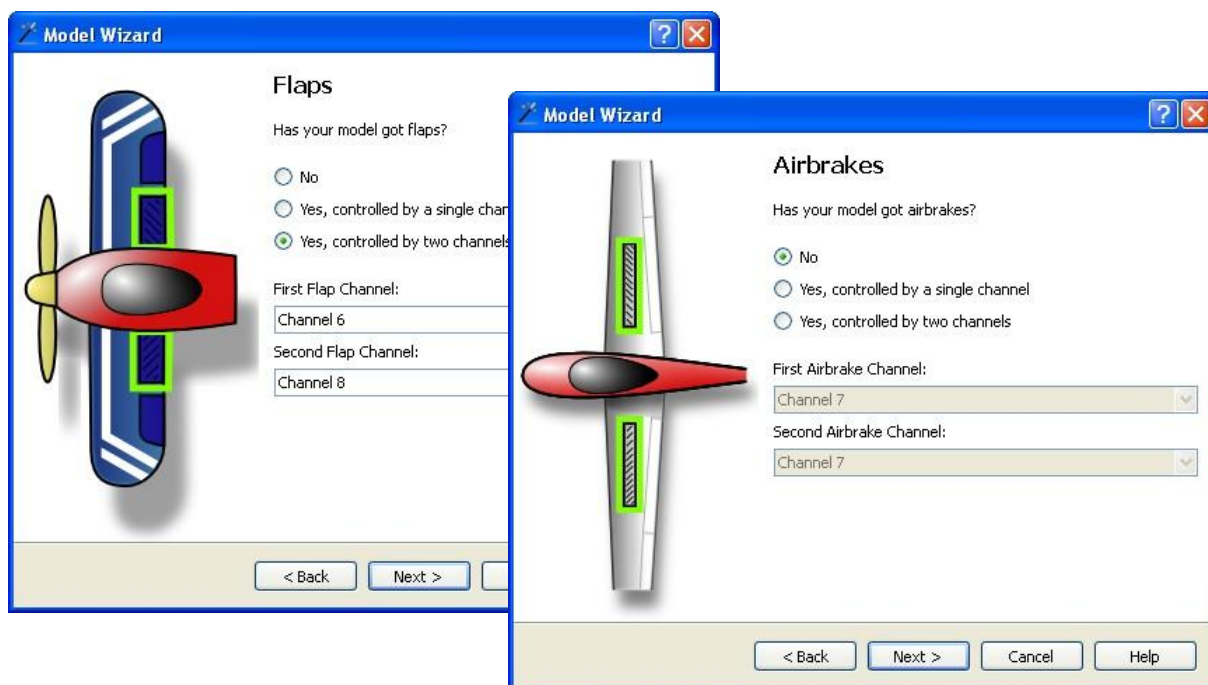 Model Wizard
Flaps
Has your model got flaps?
No
Yes, controlled by a single
Yes, controlled by two channels
First Flap Channel:
Channel 6
Second Flap Channel:
Channel 8
< Back
Next >
Model Wizard
Airbrakes
Has your model got airbrakes?
No
Yes, controlled by a single channel
Yes, controlled by two channels
First Airbrake Channel:
Channel 7
Second Airbrake Channel:
Channel 7
< Back
Next >
Cancel
Help